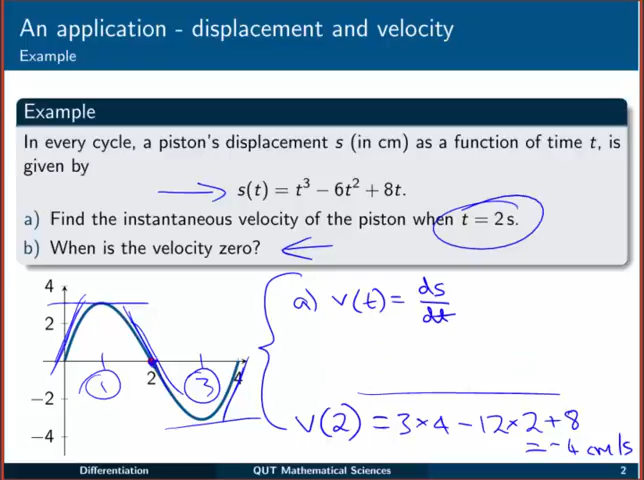 An application - displacement and velocity
Example
Example
In every cycle, a piston's displacement s (in cm) as a function of time t, is
given by
s(t) = t³ − 6t² + 8t.
a) Find the instantaneous velocity of the piston when t = 2 s.
b) When is the velocity zero?
4
2
−2
−4
1
2
3
4
a) v(t) = ds/dt
v(2) = 3×4 − 12×2 + 8
= −4 cm/s
Differentiation QUT Mathematical Sciences 2